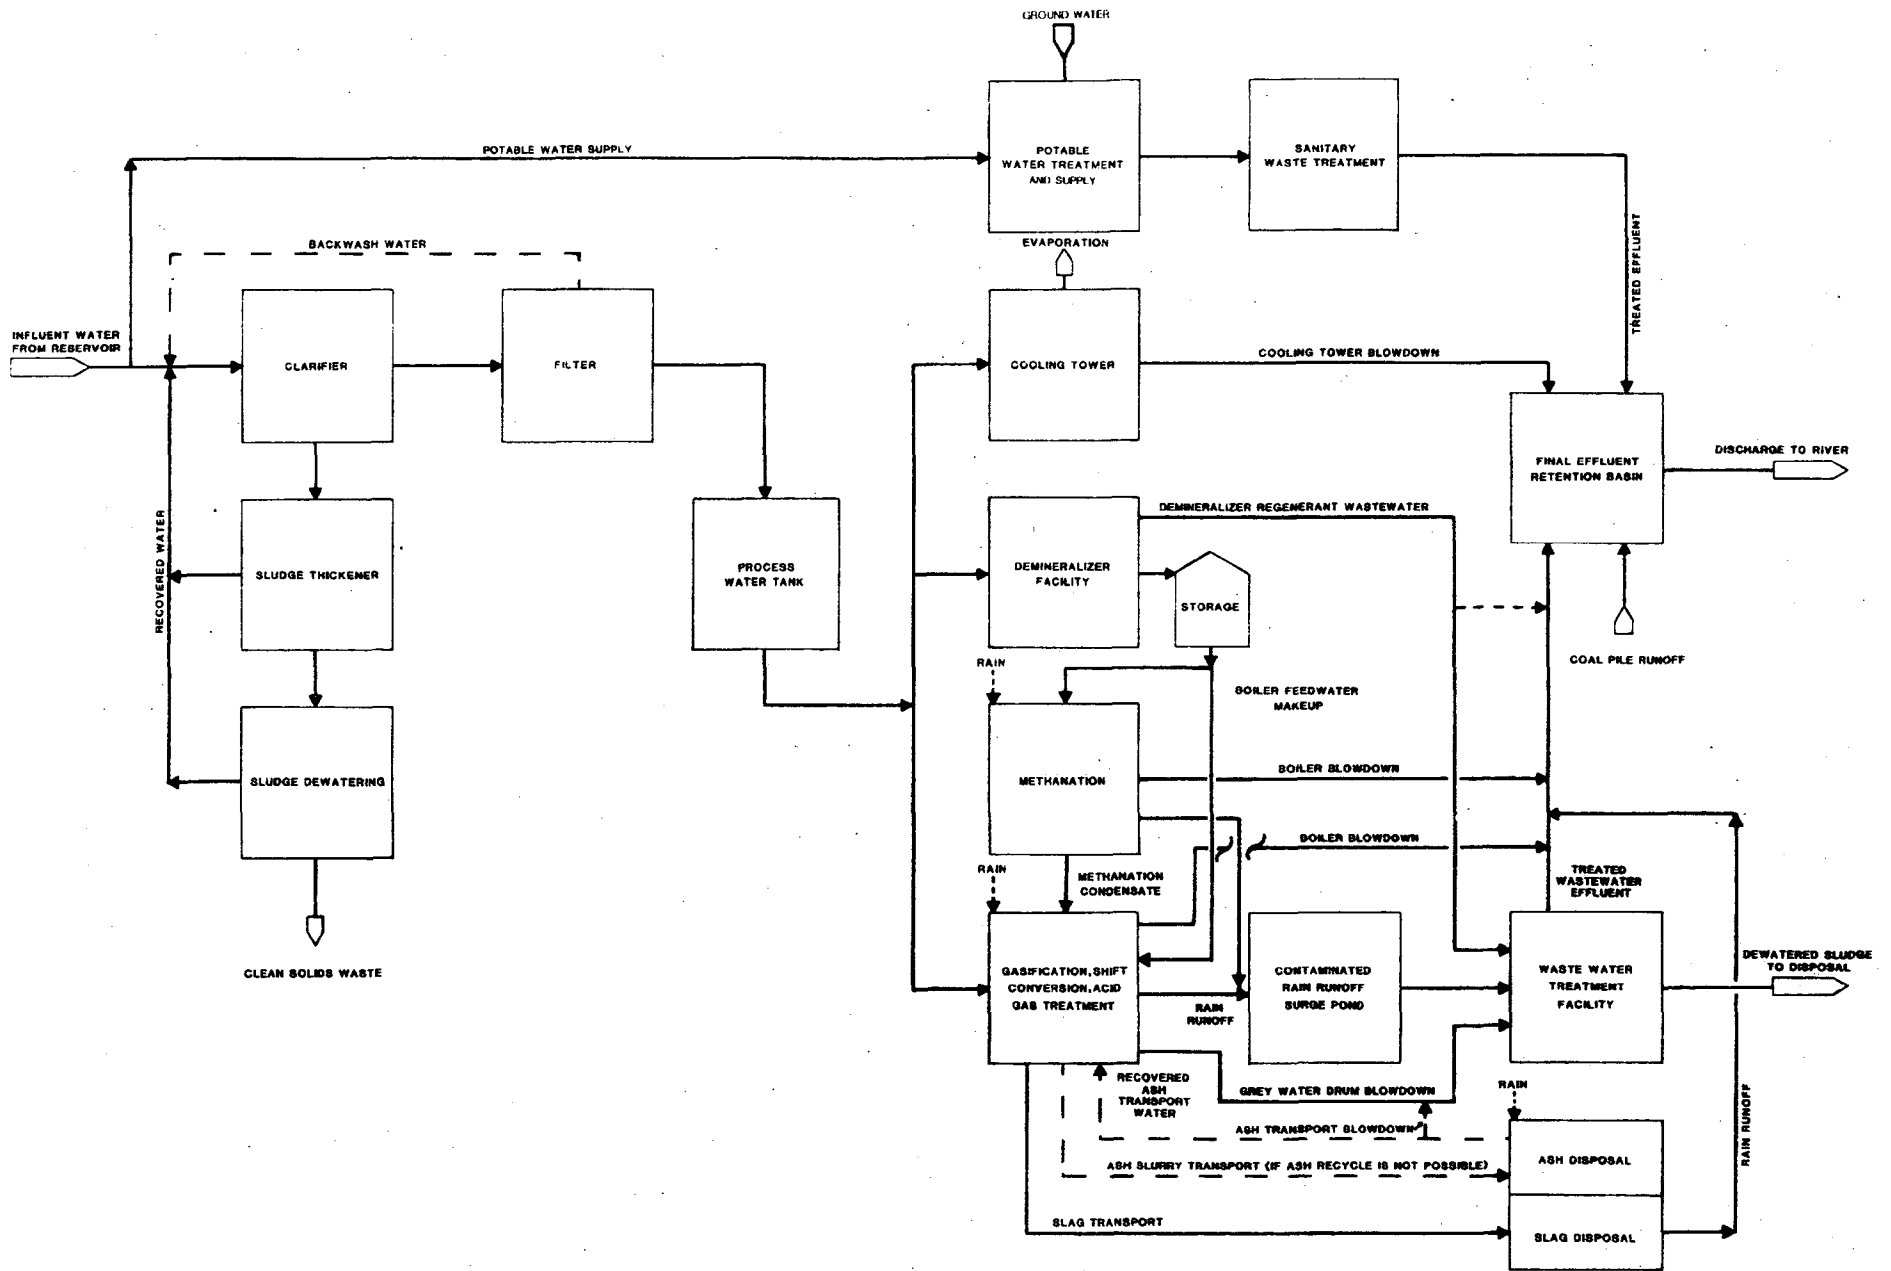 GROUND WATER
POTABLE WATER SUPPLY
POTABLE
WATER TREATMENT
AND SUPPLY
SANITARY
WASTE TREATMENT
TREATED EFFLUENT
BACKWASH WATER
EVAPORATION
INFLUENT WATER
FROM RESERVOIR
CLARIFIER
FILTER
COOLING TOWER
COOLING TOWER BLOWDOWN
FINAL EFFLUENT
RETENTION BASIN
DISCHARGE TO RIVER
RECOVERED WATER
SLUDGE THICKENER
PROCESS
WATER TANK
DEMINERALIZER
FACILITY
DEMINERALIZER REGENERANT WASTEWATER
STORAGE
COAL PILE RUNOFF
RAIN
BOILER FEEDWATER
MAKEUP
SLUDGE DEWATERING
METHANATION
BOILER BLOWDOWN
BOILER BLOWDOWN
RAIN
METHANATION
CONDENSATE
TREATED
WASTEWATER
EFFLUENT
CLEAN SOLIDS WASTE
GASIFICATION, SHIFT
CONVERSION, ACID
GAS TREATMENT
RAIN
RUNOFF
CONTAMINATED
RAIN RUNOFF
SURGE POND
WASTE WATER
TREATMENT
FACILITY
DEWATERED SLUDGE
TO DISPOSAL
RECOVERED
ASH
TRANSPORT
WATER
GREY WATER DRUM BLOWDOWN
RAIN
RAIN RUNOFF
ASH TRANSPORT BLOWDOWN
ASH SLURRY TRANSPORT (IF ASH RECYCLE IS NOT POSSIBLE)
ASH DISPOSAL
SLAG TRANSPORT
SLAG DISPOSAL